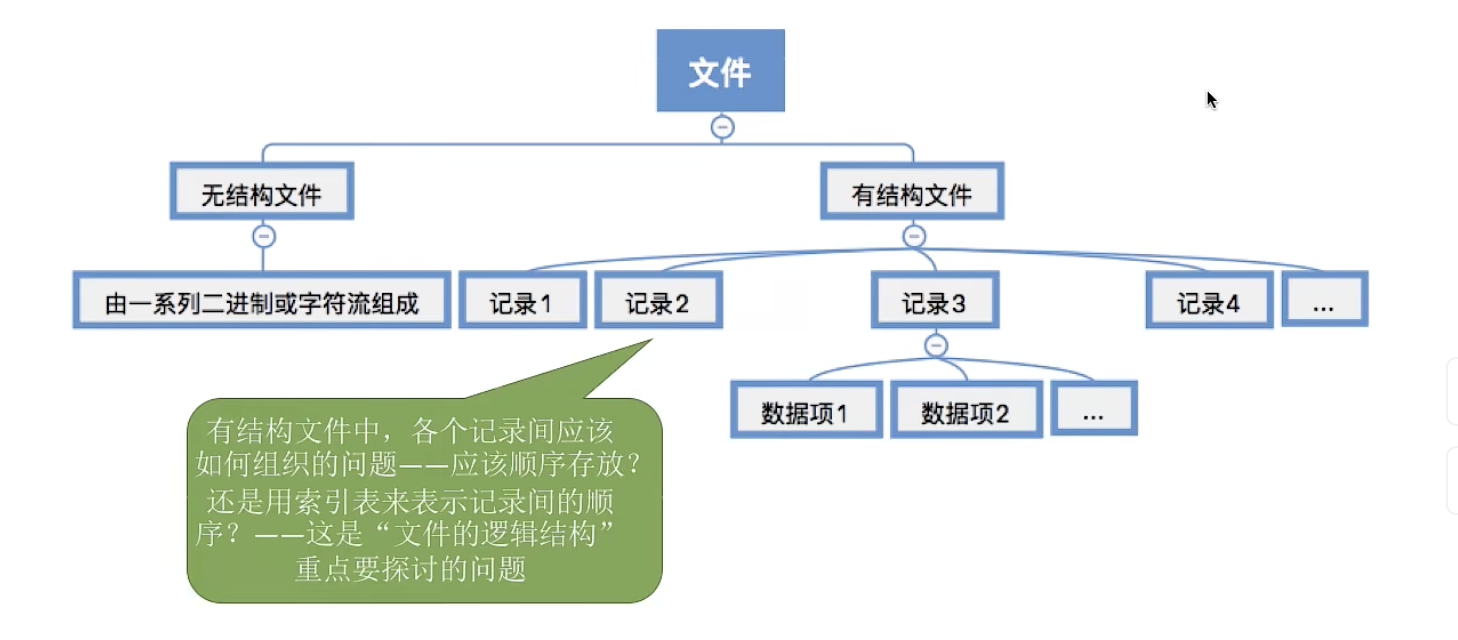 文件
无结构文件
有结构文件
由一系列二进制或字符流组成
记录1
记录2
记录3
记录4
...
数据项1
数据项2
...
有结构文件中，各个记录间应该
如何组织的问题——应该顺序存放？
还是用索引表来表示记录间的顺
序？——这是“文件的逻辑结构”
重点要探讨的问题